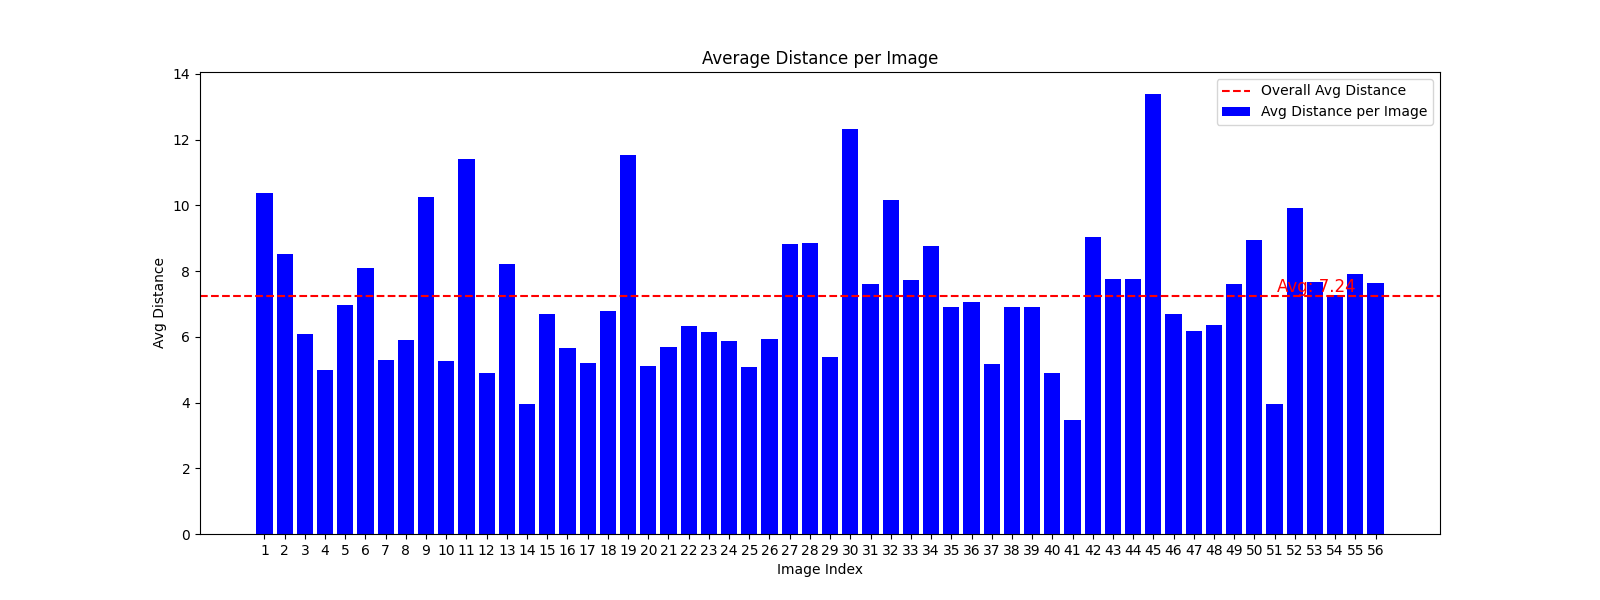 Average Distance per Image
14
12
10
8
6
4
2
0
Avg Distance
Overall Avg Distance
Avg Distance per Image
Avg: 7.24
1 2 3 4 5 6 7 8 9 10 11 12 13 14 15 16 17 18 19 20 21 22 23 24 25 26 27 28 29 30 31 32 33 34 35 36 37 38 39 40 41 42 43 44 45 46 47 48 49 50 51 52 53 54 55 56
Image Index